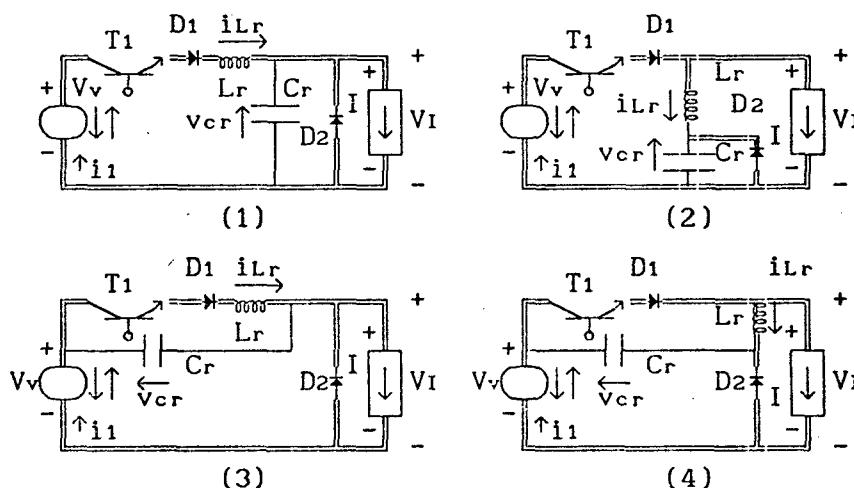 D1 iLr
T1
+ Vv Lr Cr + I VI
vcr D2
- i1 - -
(1)
D1
T1
+ Vv Lr D2 + I VI
iLr
vcr Cr
- i1 - -
(2)
D1 iLr
T1
+ Lr +
Vv Cr D2 I VI
vcr
- i1 - -
(3)
D1 iLr
T1
+ Lr +
Vv Cr D2 I VI
vcr
- i1 - -
(4)